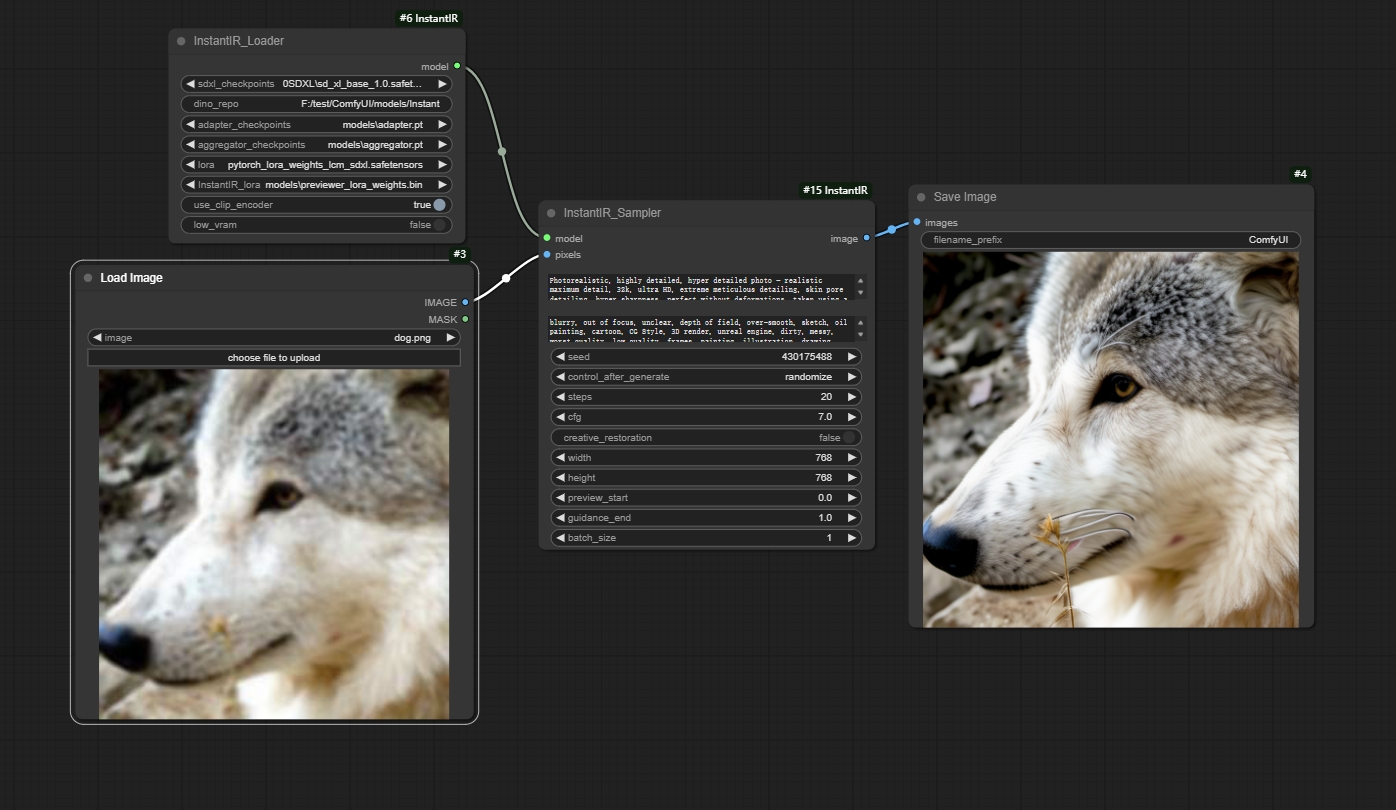 #6 InstantIR
InstantIR_Loader
model
sdxl_checkpoints 0SDXL\sd_xl_base_1.0.safet...
dino_repo F:/test/ComfyUI/models/Instant
adapter_checkpoints models\adapter.pt
aggregator_checkpoints models\aggregator.pt
lora pytorch_lora_weights_lcm_sdxl.safetensors
InstantIR_lora models\previewer_lora_weights.bin
use_clip_encoder true
low_vram false
#3
Load Image
IMAGE
MASK
image dog.png
choose file to upload
#15 InstantIR
InstantIR_Sampler
model image
pixels
Photorealistic, highly detailed, hyper detailed photo - realistic
maximum detail, 32k, ultra HD, extreme meticulous detailing, skin pore
detailing, hyper sharpness, perfect without deformations, taken using a
blurry, out of focus, unclear, depth of field, over-smooth, sketch, oil
painting, cartoon, CG Style, 3D render, unreal engine, dirty, messy,
worst quality, low quality, frames, painting, illustration, drawing,
seed 430175488
control_after_generate randomize
steps 20
cfg 7.0
creative_restoration false
width 768
height 768
preview_start 0.0
guidance_end 1.0
batch_size 1
#4
Save Image
images
filename_prefix ComfyUI